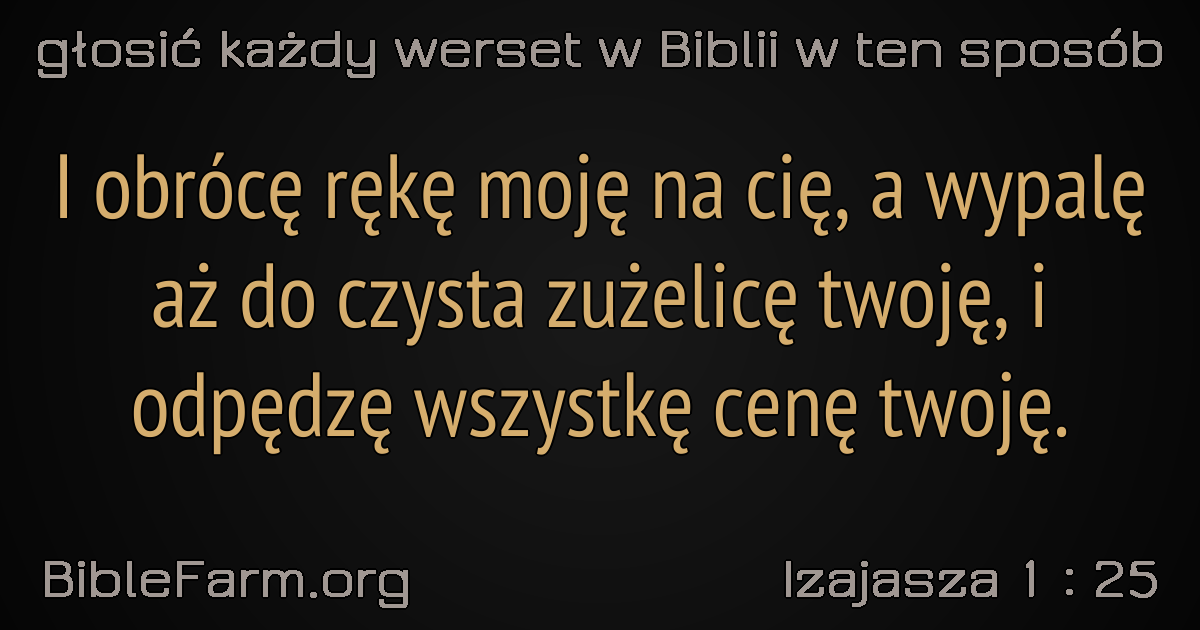 głosić każdy werset w Biblii w ten sposób
I obrócę rękę moję na cię, a wypalę
aż do czysta zużelicę twoję, i
odpędzę wszystkę cenę twoję.
BibleFarm.org
Izajasza 1 : 25